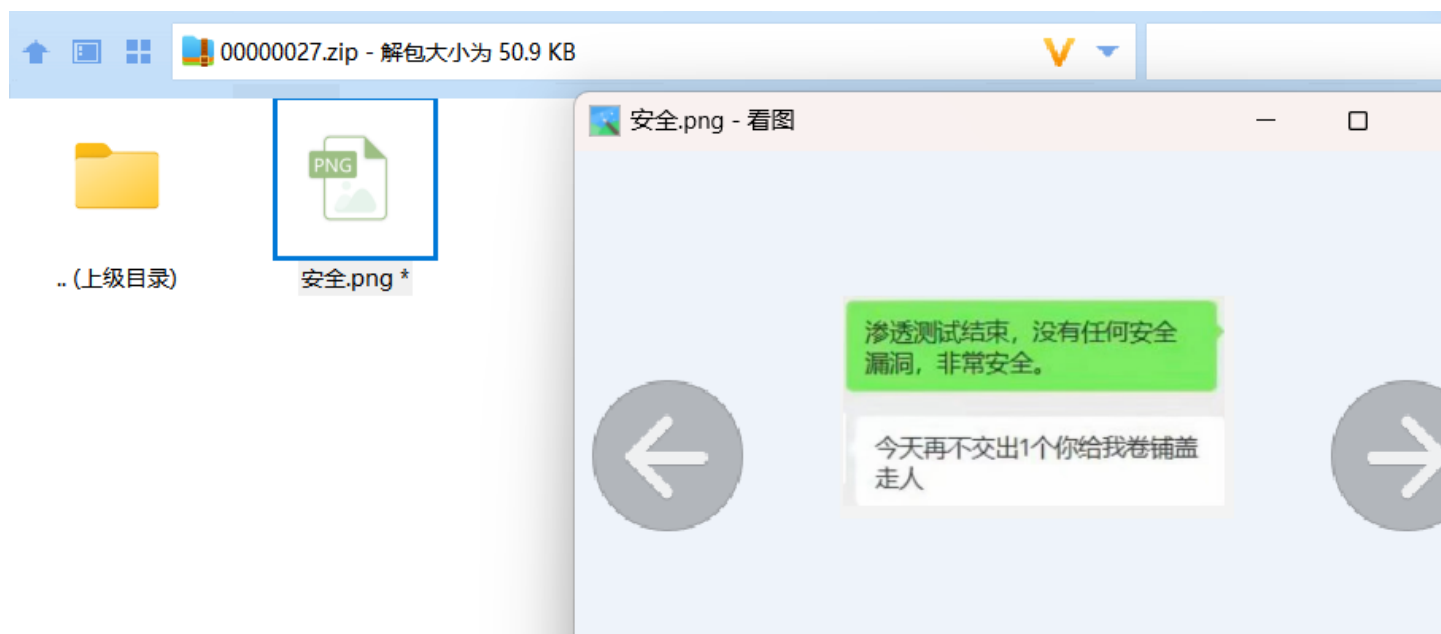 00000027.zip - 解包大小为 50.9 KB
安全.png - 看图
PNG
.. (上级目录)
安全.png *
渗透测试结束，没有任何安全
漏洞，非常安全。
今天再不交出1个你给我卷铺盖
走人